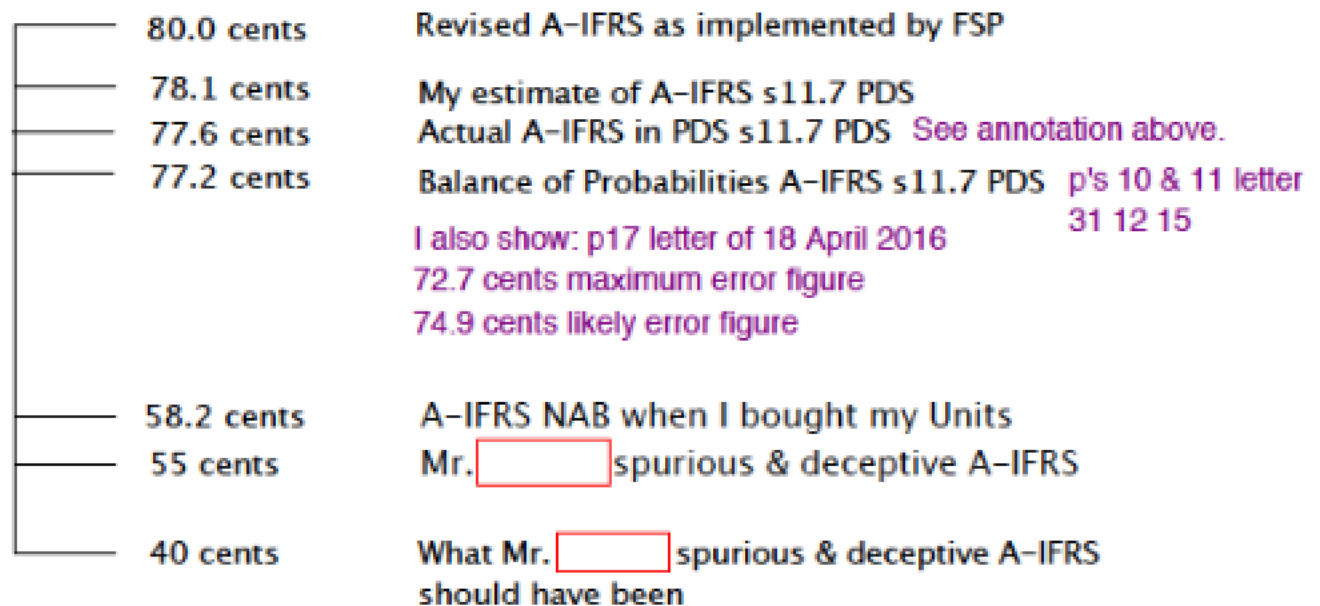 80.0 cents Revised A-IFRS as implemented by FSP
78.1 cents My estimate of A-IFRS s11.7 PDS
77.6 cents Actual A-IFRS in PDS s11.7 PDS See annotation above.
77.2 cents Balance of Probabilities A-IFRS s11.7 PDS p's 10 & 11 letter
31 12 15
I also show: p17 letter of 18 April 2016
72.7 cents maximum error figure
74.9 cents likely error figure
58.2 cents A-IFRS NAB when I bought my Units
55 cents Mr. spurious & deceptive A-IFRS
40 cents What Mr. spurious & deceptive A-IFRS
should have been